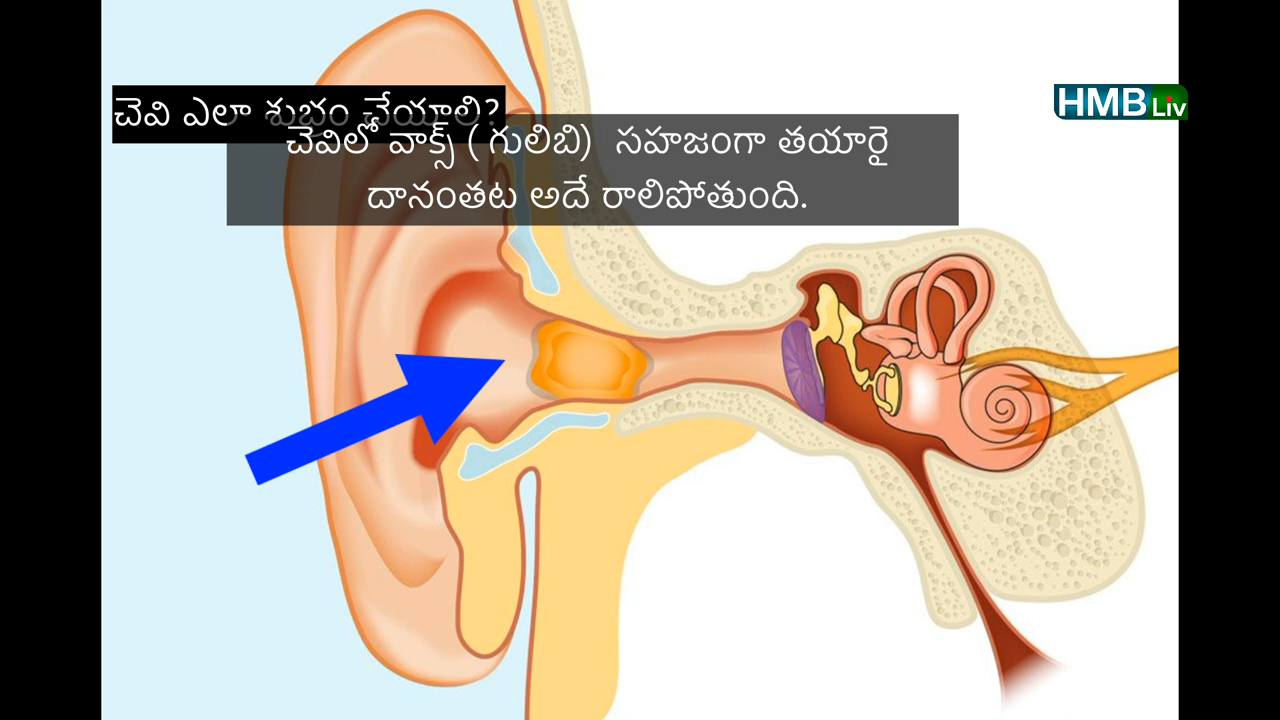 చెవి ఎలా శుభ్రం చేయాలి?
చెవిలో వాక్స్ ( గులిబి) సహజంగా తయారై
దానంతట అదే రాలిపోతుంది.
HMB Liv